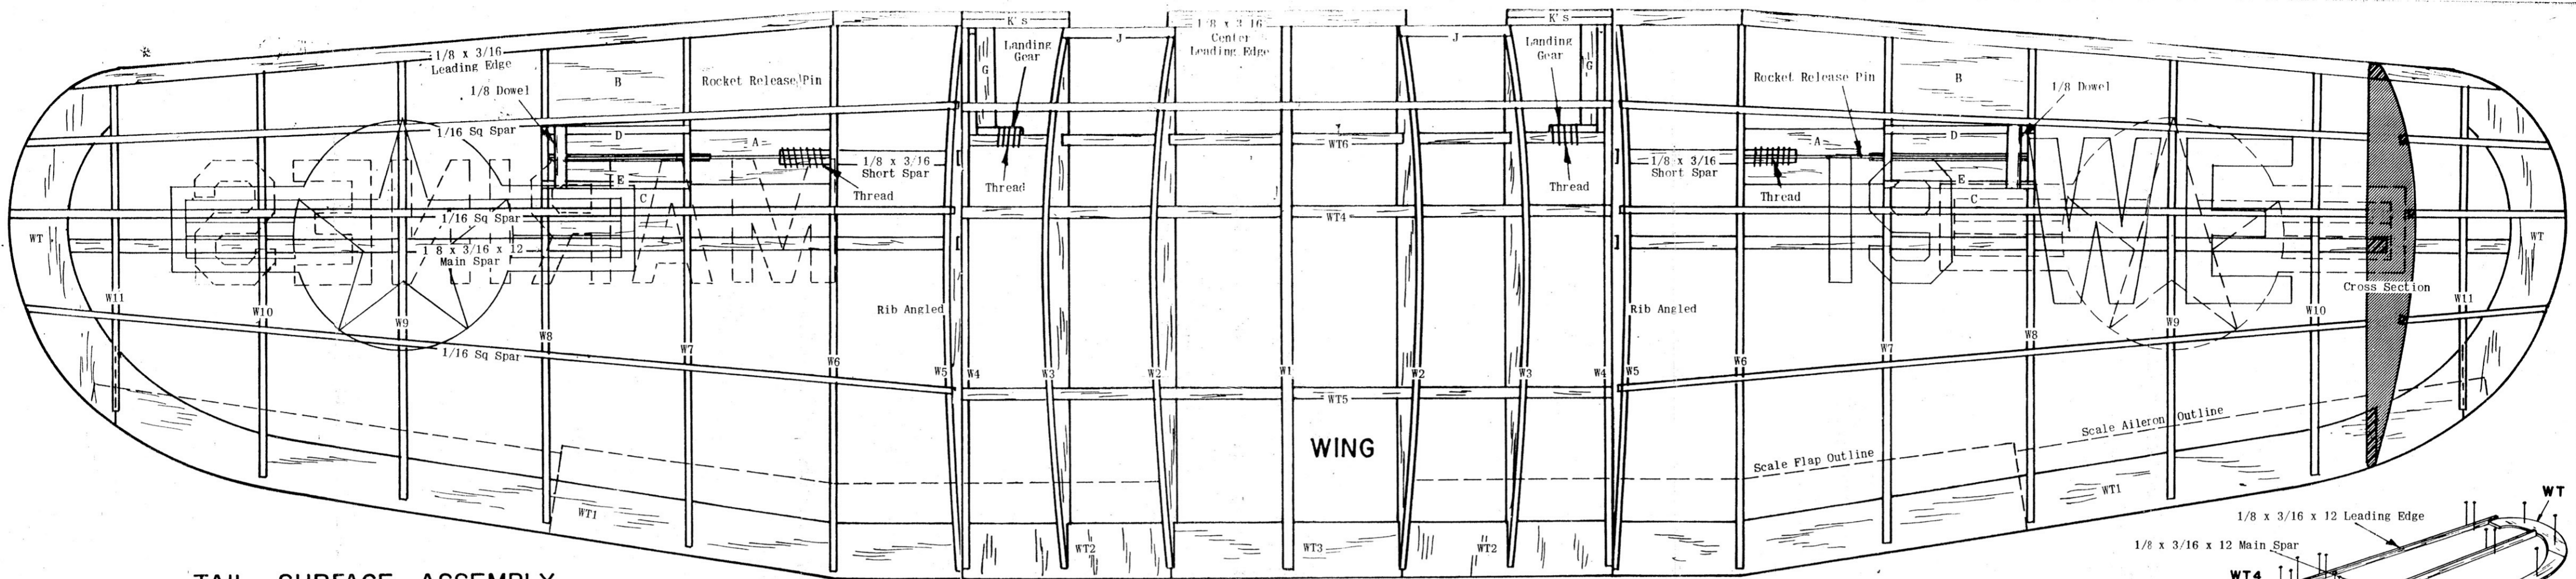 K's
1/8 x 3/16
Center
Leading Edge
K's
J
J
1/8 x 3/16
Leading Edge
Landing
Gear
Landing
Gear
G
G
B
Rocket Release Pin
Rocket Release Pin
B
1/8 Dowel
1/8 Dowel
1/16 Sq Spar
D
A
WT6
A
D
1/8 x 3/16
Short Spar
1/8 x 3/16
Short Spar
E
C
Thread
Thread
Thread
Thread
E
C
1/16 Sq Spar
WT4
WT
1/8 x 3/16 x 12
Main Spar
WT
W11
W10
W9
W8
W7
W6
W5
W4
W3
W2
W1
W2
W3
W4
W5
W6
W7
W8
W9
W10
W11
Rib Angled
Rib Angled
Cross Section
1/16 Sq Spar
WT5
WING
Scale Aileron Outline
Scale Flap Outline
WT1
WT2
WT3
WT2
WT1
WT
1/8 x 3/16 x 12 Leading Edge
1/8 x 3/16 x 12 Main Spar
WT4
TAIL SURFACE ASSEMBLY